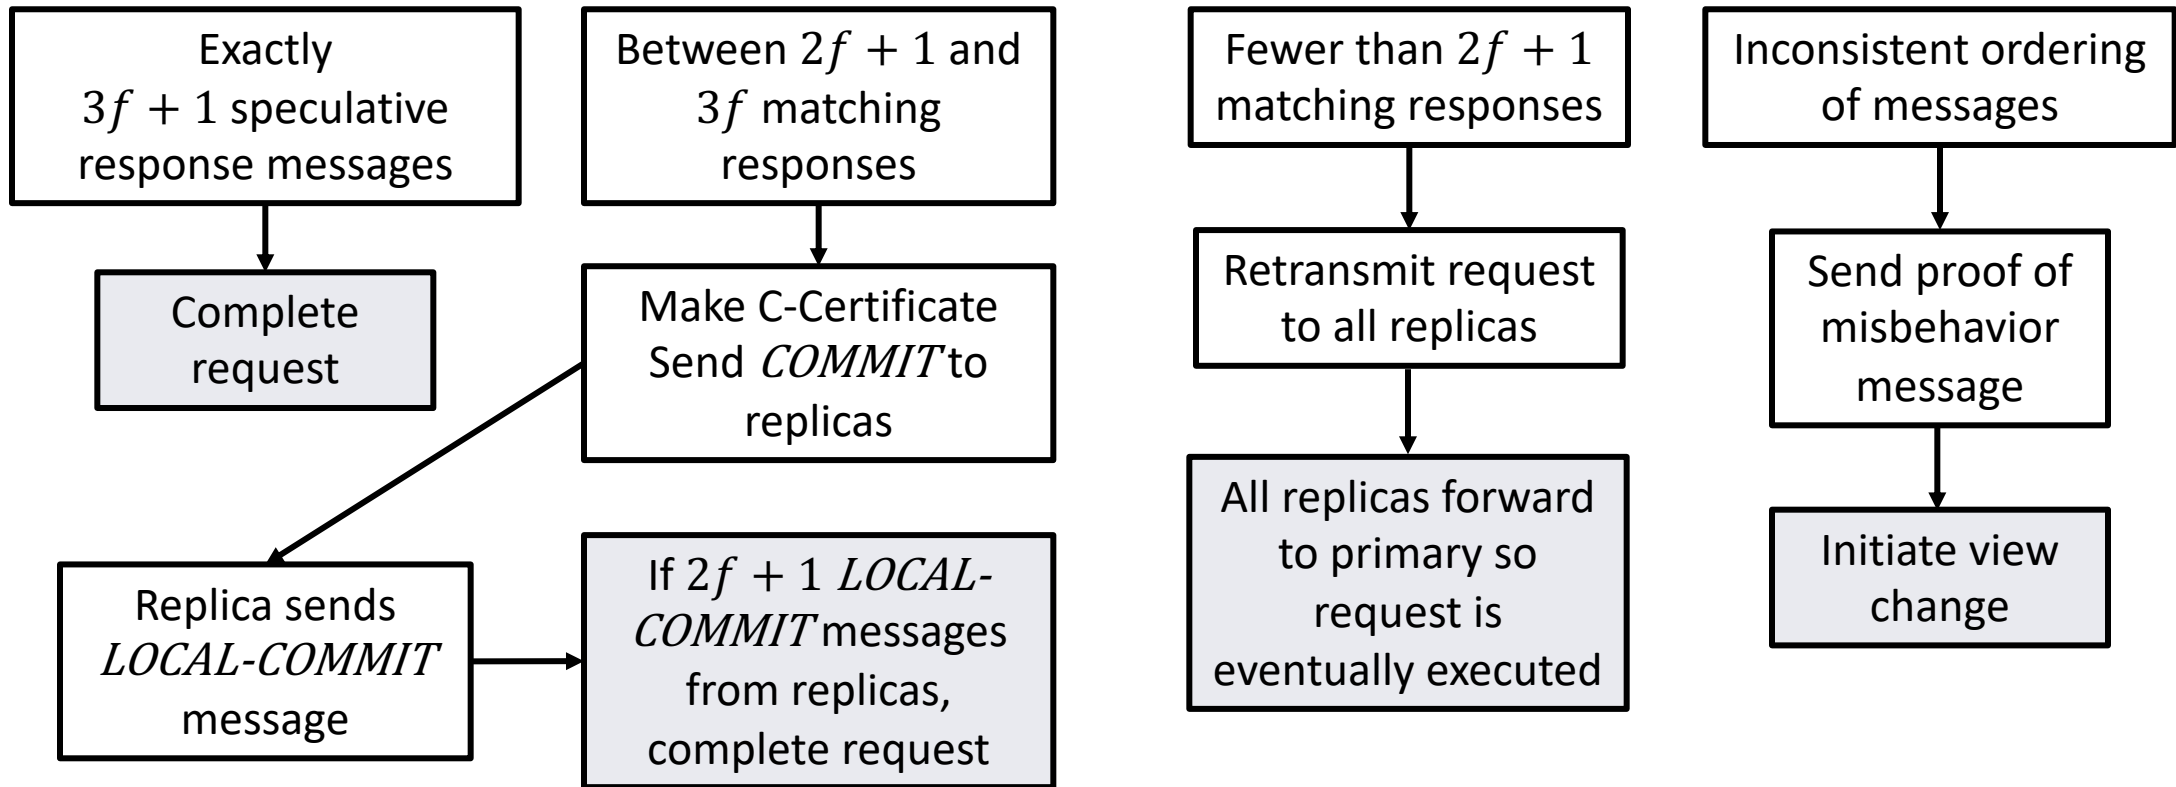 Exactly
3f + 1 speculative
response messages
Complete
request
Between 2f + 1 and
3f matching
responses
Make C-Certificate
Send COMMIT to
replicas
Replica sends
LOCAL-COMMIT
message
If 2f + 1 LOCAL-
COMMIT messages
from replicas,
complete request
Fewer than 2f + 1
matching responses
Retransmit request
to all replicas
All replicas forward
to primary so
request is
eventually executed
Inconsistent ordering
of messages
Send proof of
misbehavior
message
Initiate view
change